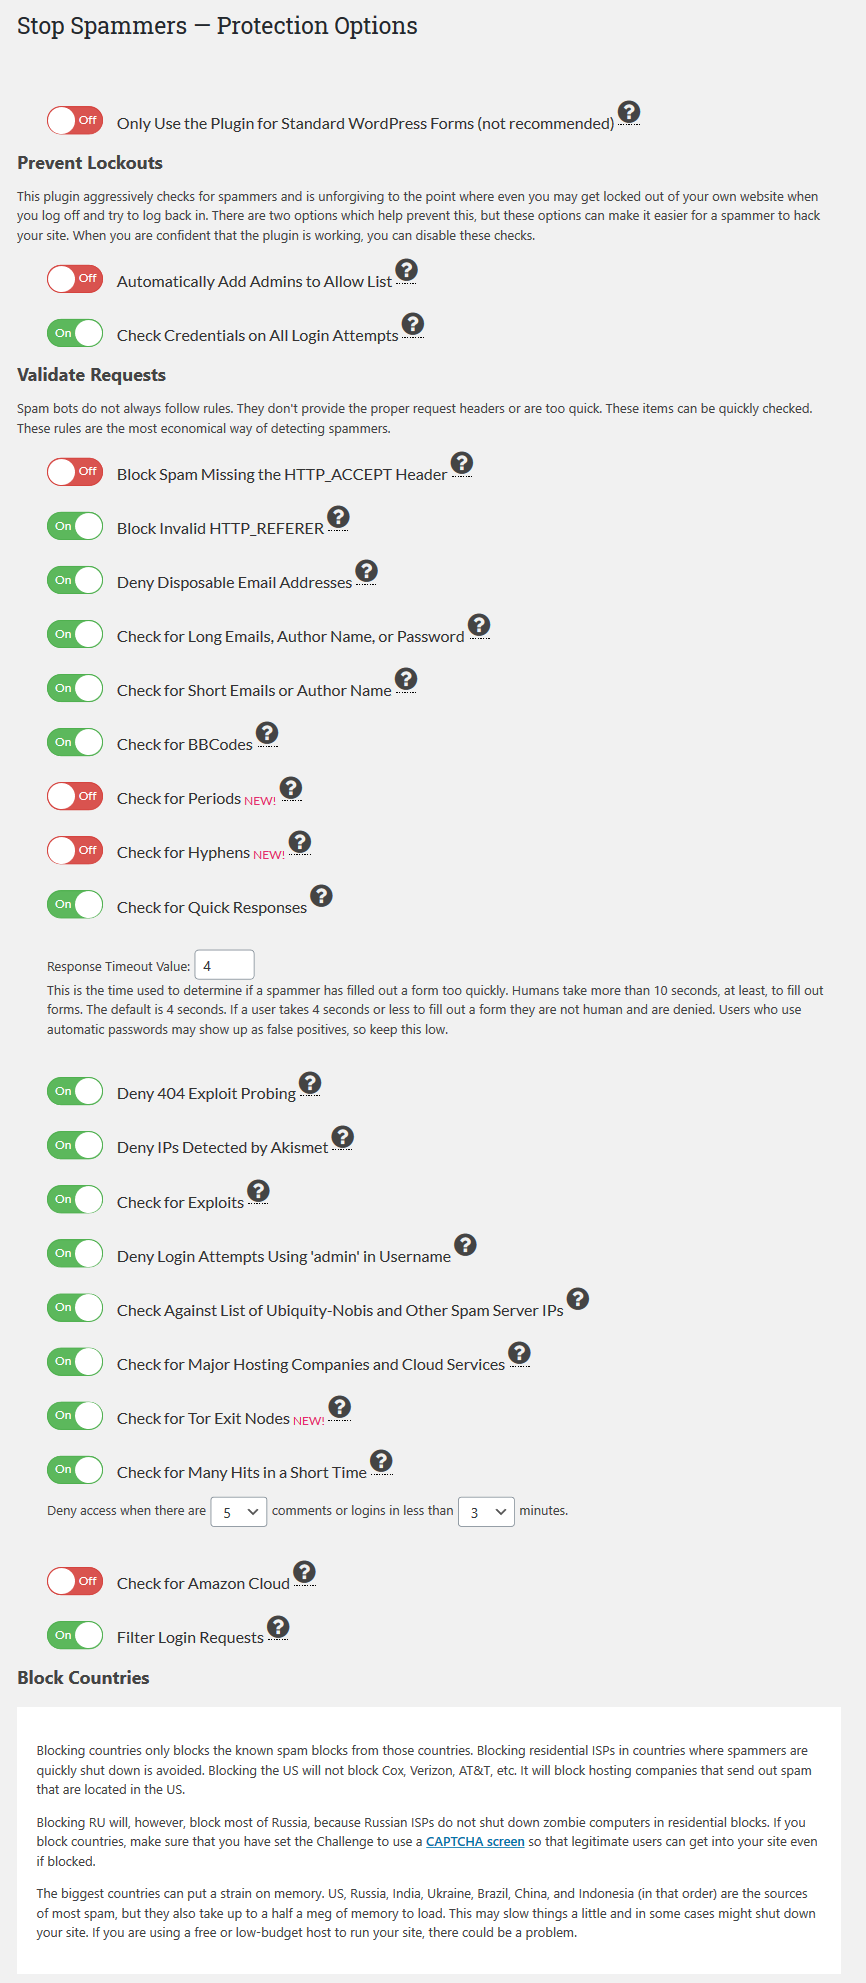 Stop Spammers — Protection Options
Off Only Use the Plugin for Standard WordPress Forms (not recommended) ?
Prevent Lockouts
This plugin aggressively checks for spammers and is unforgiving to the point where even you may get locked out of your own website when
you log off and try to log back in. There are two options which help prevent this, but these options can make it easier for a spammer to hack
your site. When you are confident that the plugin is working, you can disable these checks.
Off Automatically Add Admins to Allow List ?
On Check Credentials on All Login Attempts ?
Validate Requests
Spam bots do not always follow rules. They don't provide the proper request headers or are too quick. These items can be quickly checked.
These rules are the most economical way of detecting spammers.
Off Block Spam Missing the HTTP_ACCEPT Header ?
On Block Invalid HTTP_REFERER ?
On Deny Disposable Email Addresses ?
On Check for Long Emails, Author Name, or Password ?
On Check for Short Emails or Author Name ?
On Check for BBCodes ?
Off Check for Periods NEW! ?
Off Check for Hyphens NEW! ?
On Check for Quick Responses ?
Response Timeout Value: 4
This is the time used to determine if a spammer has filled out a form too quickly. Humans take more than 10 seconds, at least, to fill out
forms. The default is 4 seconds. If a user takes 4 seconds or less to fill out a form they are not human and are denied. Users who use
automatic passwords may show up as false positives, so keep this low.
On Deny 404 Exploit Probing ?
On Deny IPs Detected by Akismet ?
On Check for Exploits ?
On Deny Login Attempts Using 'admin' in Username ?
On Check Against List of Ubiquity-Nobis and Other Spam Server IPs ?
On Check for Major Hosting Companies and Cloud Services ?
On Check for Tor Exit Nodes NEW! ?
On Check for Many Hits in a Short Time ?
Deny access when there are 5 comments or logins in less than 3 minutes.
Off Check for Amazon Cloud ?
On Filter Login Requests ?
Block Countries
Blocking countries only blocks the known spam blocks from those countries. Blocking residential ISPs in countries where spammers are
quickly shut down is avoided. Blocking the US will not block Cox, Verizon, AT&T, etc. It will block hosting companies that send out spam
that are located in the US.
Blocking RU will, however, block most of Russia, because Russian ISPs do not shut down zombie computers in residential blocks. If you
block countries, make sure that you have set the Challenge to use a CAPTCHA screen so that legitimate users can get into your site even
if blocked.
The biggest countries can put a strain on memory. US, Russia, India, Ukraine, Brazil, China, and Indonesia (in that order) are the sources
of most spam, but they also take up to a half a meg of memory to load. This may slow things a little and in some cases might shut down
your site. If you are using a free or low-budget host to run your site, there could be a problem.